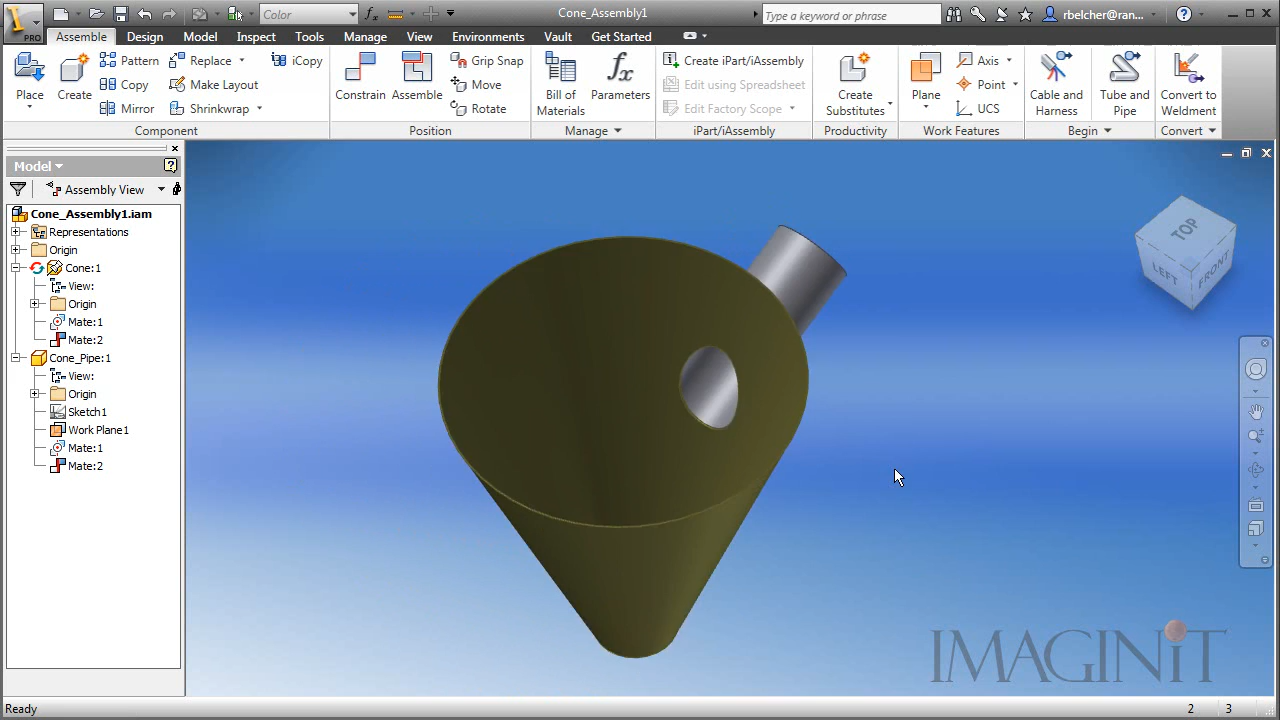 PRO
Color
Cone_Assembly1
Type a keyword or phrase
rbelcher@ran...
Assemble Design Model Inspect Tools Manage View Environments Vault Get Started
Place
Create
Pattern
Copy
Mirror
Replace
Make Layout
Shrinkwrap
iCopy
Component
Constrain
Assemble
Grip Snap
Move
Rotate
Position
Bill of
Materials
Parameters
Manage
Create iPart/iAssembly
Edit using Spreadsheet
Edit Factory Scope
iPart/iAssembly
Create
Substitutes
Productivity
Plane
Axis
Point
UCS
Work Features
Cable and
Harness
Tube and
Pipe
Begin
Convert to
Weldment
Convert
Model
Assembly View
Cone_Assembly1.iam
Representations
Origin
Cone:1
View:
Origin
Mate:1
Mate:2
Cone_Pipe:1
View:
Origin
Sketch1
Work Plane1
Mate:1
Mate:2
TOP
LEFT
FRONT
IMAGINiT
Ready
2 3